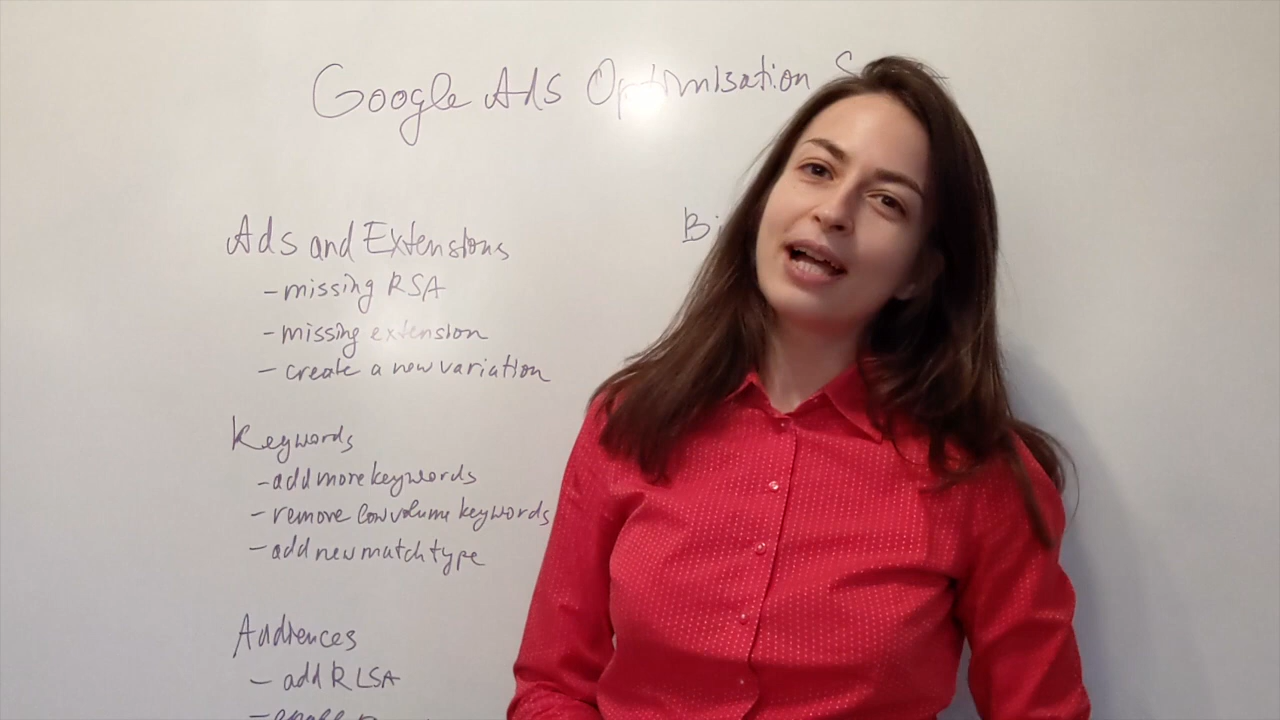 Google Ads Optimisation
Ads and Extensions
- missing RSA
- missing extension
- create a new variation
Keywords
- add more keywords
- remove low volume keywords
- add new match type
Audiences
- add RLSA